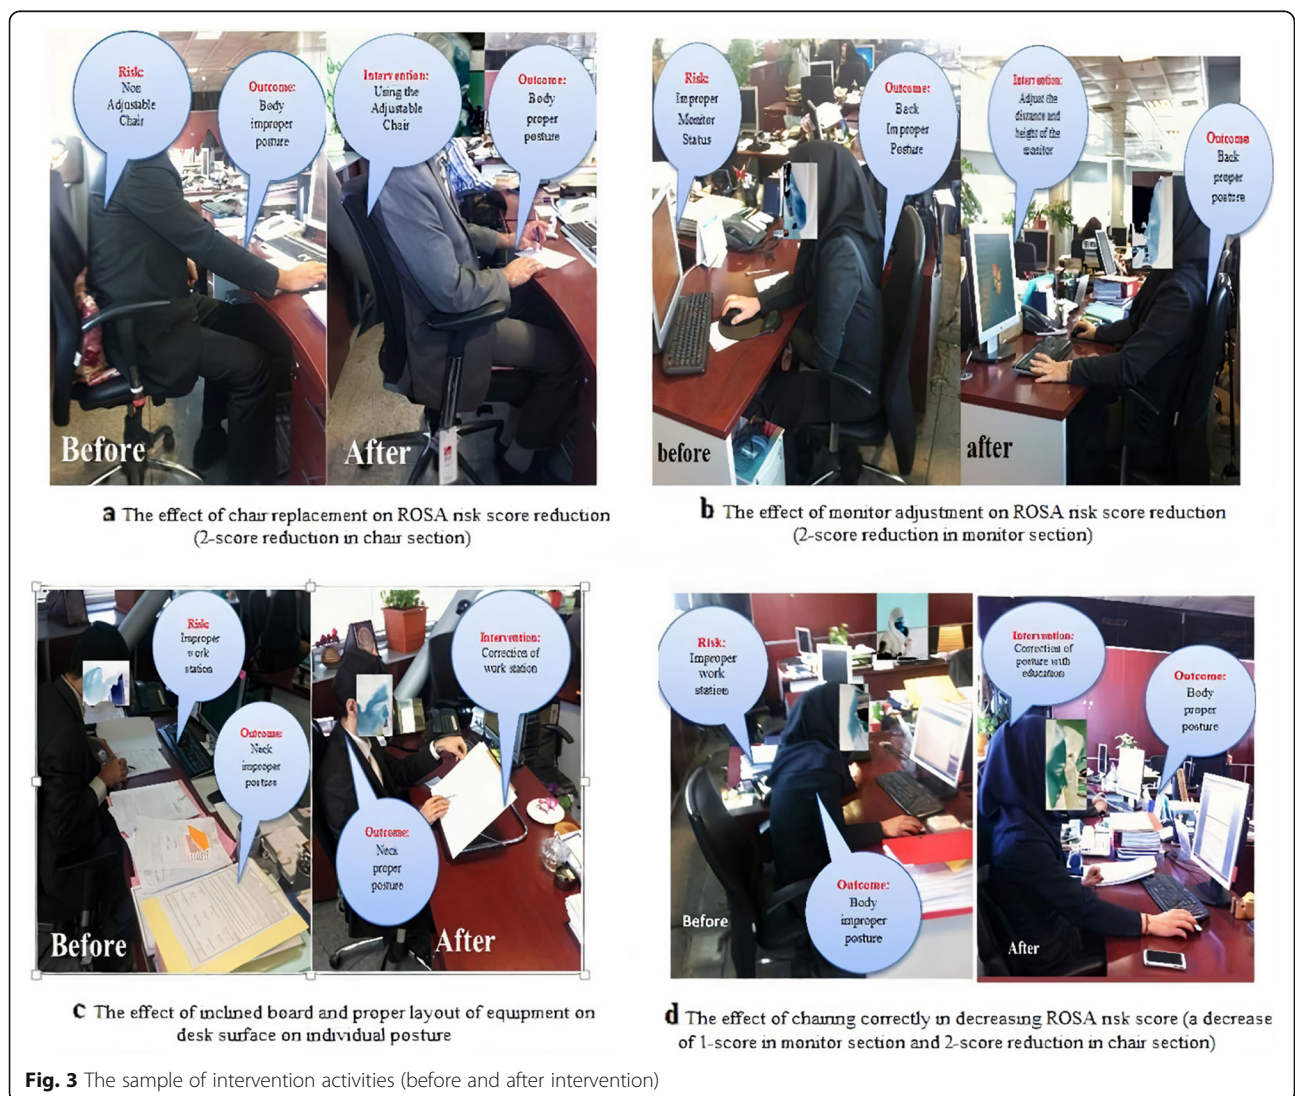 Risk:
Non
Adjustable
Chair
Outcome:
Body
improper
posture
Intervention:
Using the
Adjustable
Chair
Outcome:
Body
proper
posture
Before
After
a The effect of chair replacement on ROSA risk score reduction
(2-score reduction in chair section)
Risk:
Improper
Monitor
Status
Outcome:
Back
Improper
Posture
Intervention:
Adjust the
distance and
height of the
monitor
Outcome
Back
proper
posture
before
after
b The effect of monitor adjustment on ROSA risk score reduction
(2-score reduction in monitor section)
Risk:
Improper
work
station
Outcome:
Neck
improper
posture
Intervention:
Correction of
work station
Outcome:
Neck
proper
posture
Before
After
c The effect of inclined board and proper layout of equipment on
desk surface on individual posture
Risk:
Improper
work
station
Outcome:
Body
improper
posture
Intervention:
Correction of
posture with
education
Outcome:
Body
proper
posture
Before
After
d The effect of chairing correctly in decreasing ROSA risk score (a decrease
of 1-score in monitor section and 2-score reduction in chair section)
Fig. 3 The sample of intervention activities (before and after intervention)